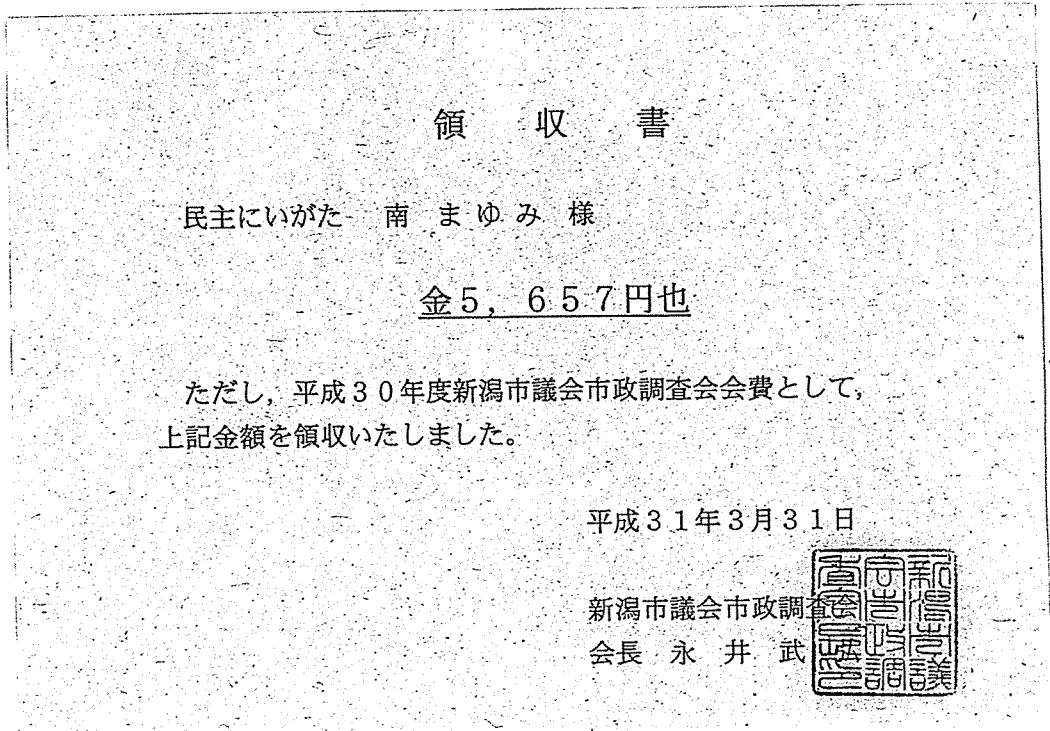 領 収 書
民主にいがた 南 まゆみ 様
金５，６５７円也
ただし，平成３０年度新潟市議会市政調査会会費として，
上記金額を領収いたしました。
平成３１年３月３１日
新潟市議会市政調査会
会長 永 井 武